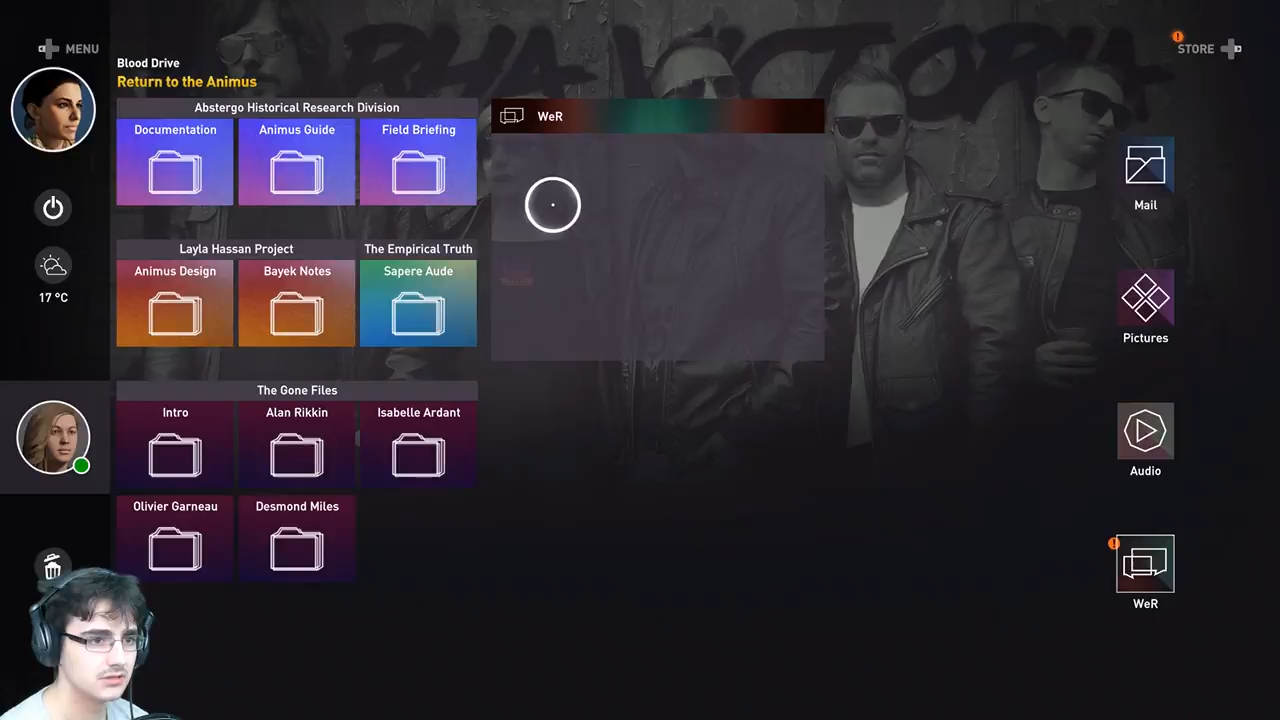 MENU
STORE
Blood Drive
Return to the Animus
Abstergo Historical Research Division
Documentation
Animus Guide
Field Briefing
WeR
Mail
17 °C
Layla Hassan Project
The Empirical Truth
Animus Design
Bayek Notes
Sapere Aude
Pictures
The Gone Files
Intro
Alan Rikkin
Isabelle Ardant
Audio
Olivier Garneau
Desmond Miles
WeR